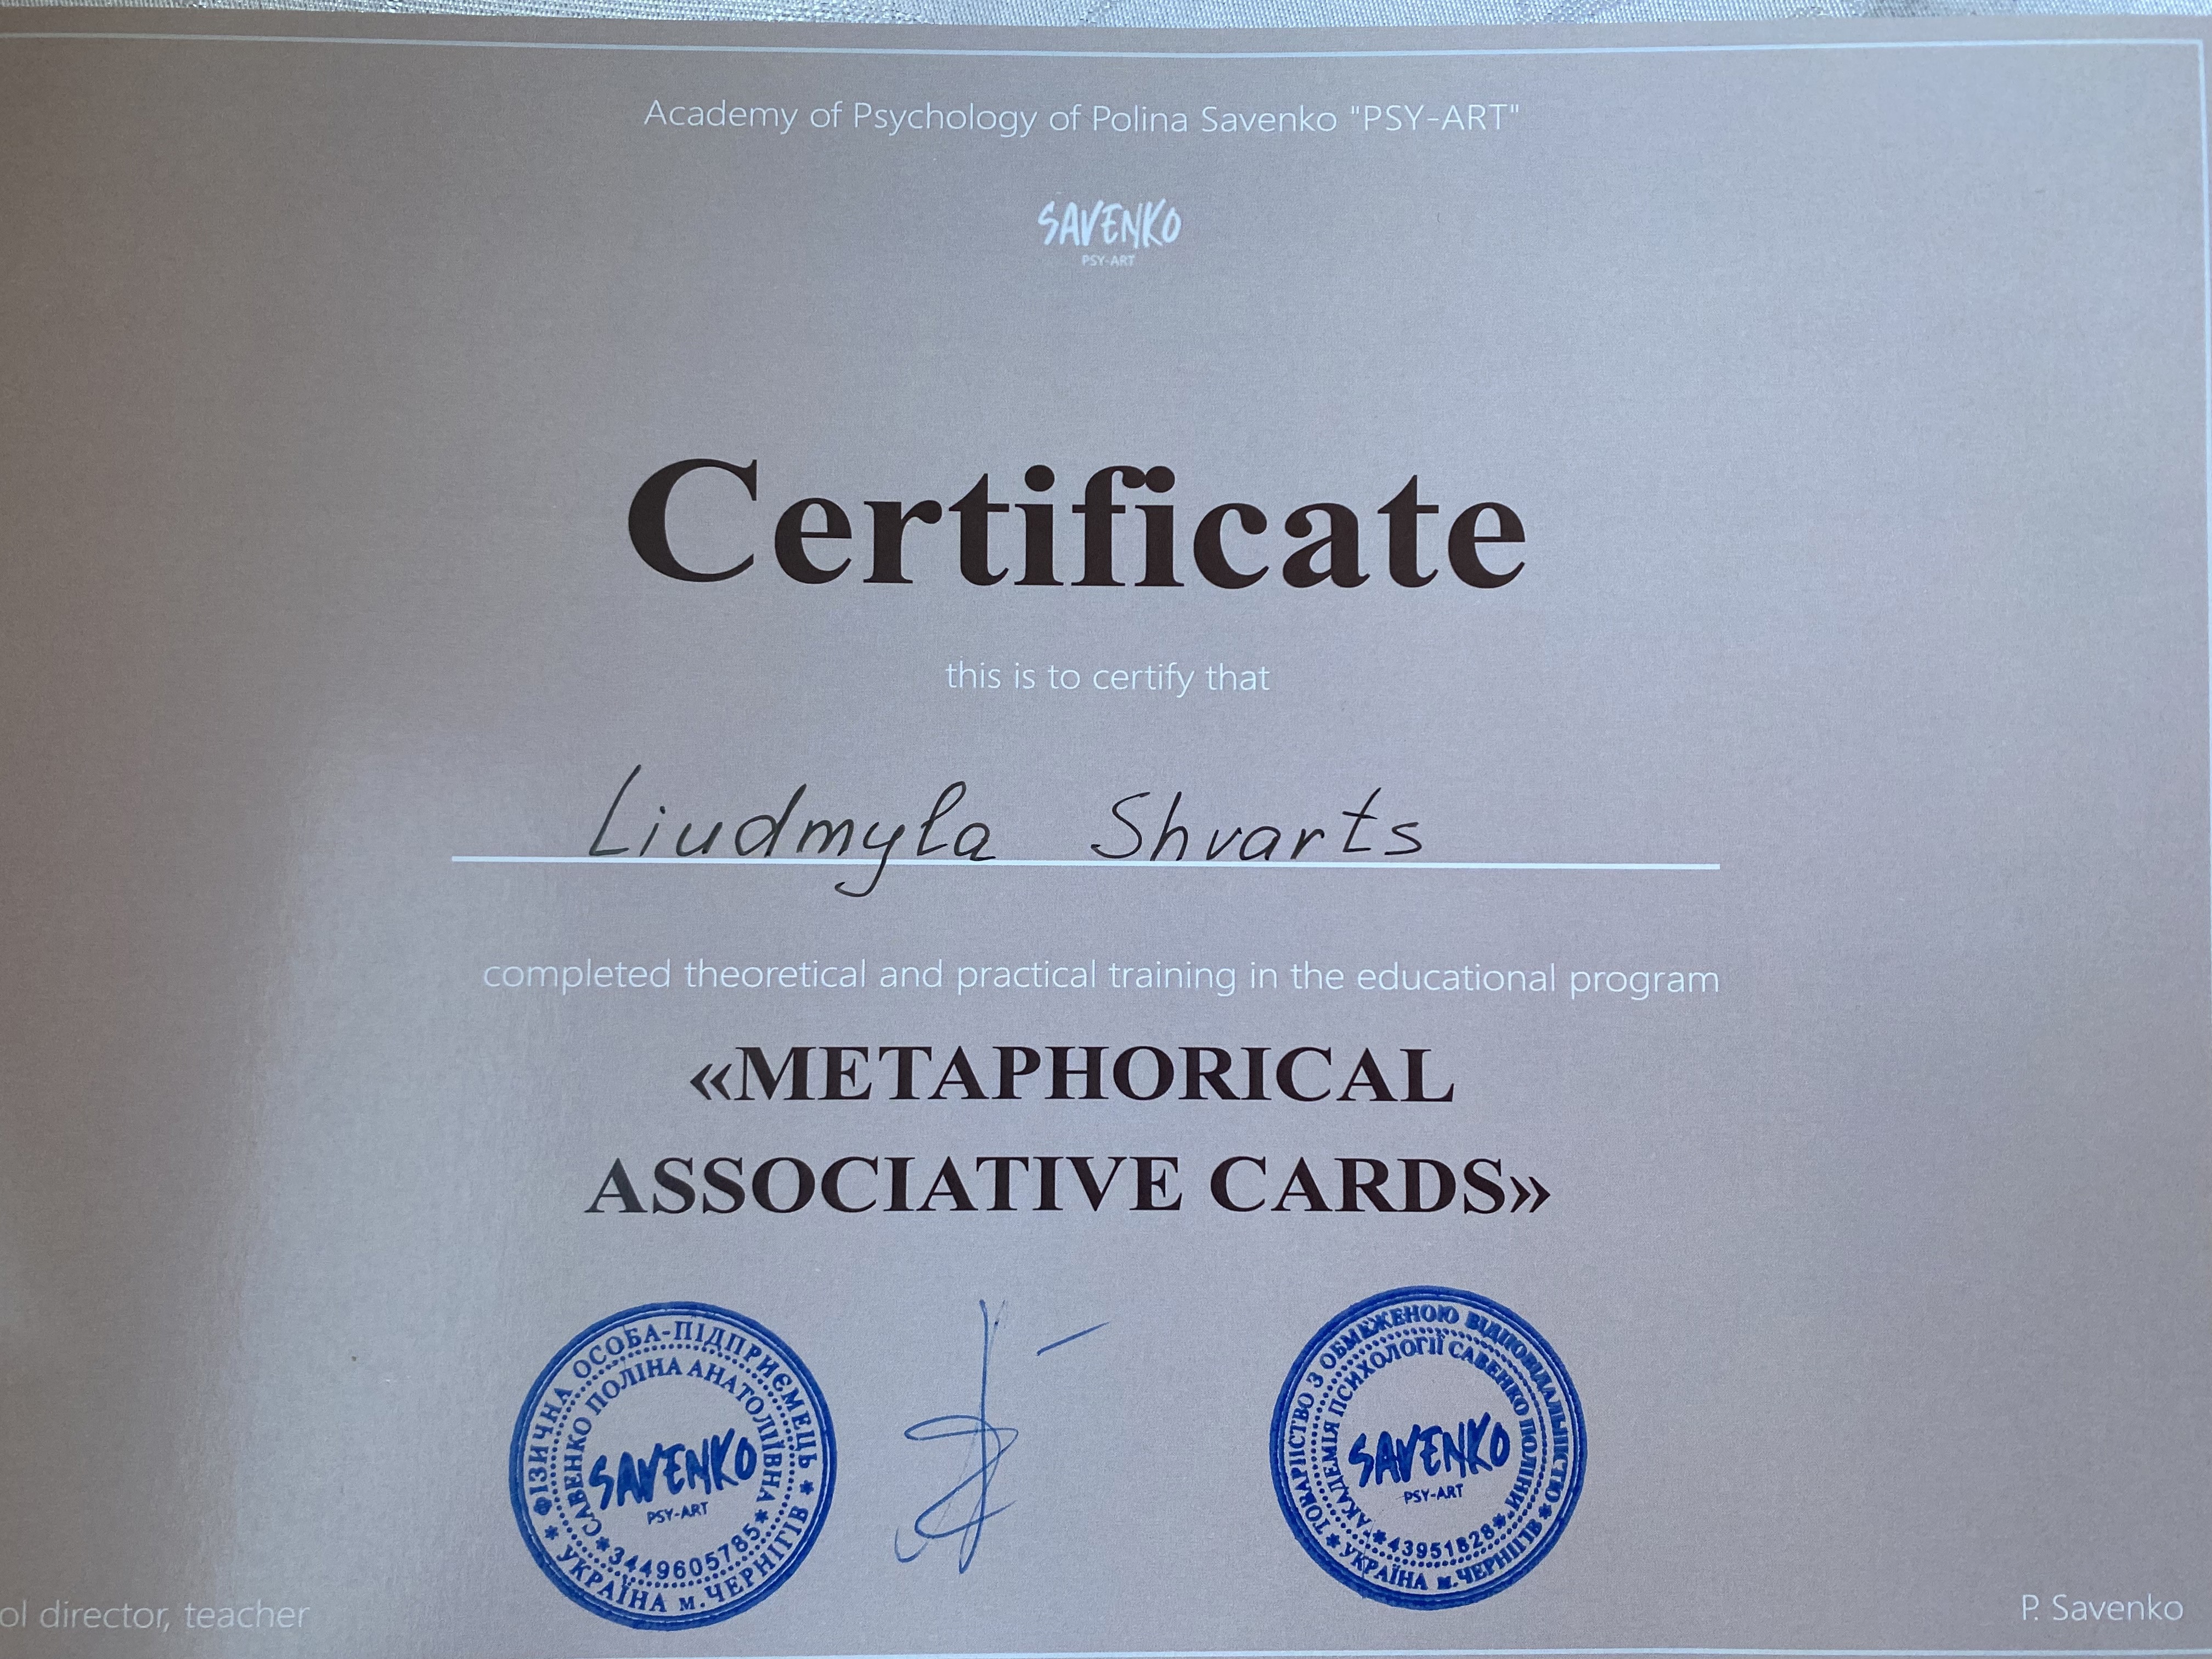 Academy of Psychology of Polina Savenko "PSY-ART"
SAVENKO
PSY-ART
Certificate
this is to certify that
Liudmyla Shvarts
completed theoretical and practical training in the educational program
«METAPHORICAL
ASSOCIATIVE CARDS»
* ФІЗИЧНА ОСОБА-ПІДПРИЄМЕЦЬ *
УКРАЇНА м.ЧЕРНІГІВ
САВЕНКО ПОЛІНА АНАТОЛІЇВНА
*3449605785*
SAVENKO
PSY-ART
* ТОВАРИСТВО З ОБМЕЖЕНОЮ ВІДПОВІДАЛЬНІСТЮ *
УКРАЇНА м.ЧЕРНІГІВ
"АКАДЕМІЯ ПСИХОЛОГІЇ САВЕНКО ПОЛІНИ"
*43951828*
SAVENKO
PSY-ART
ol director, teacher
P. Savenko